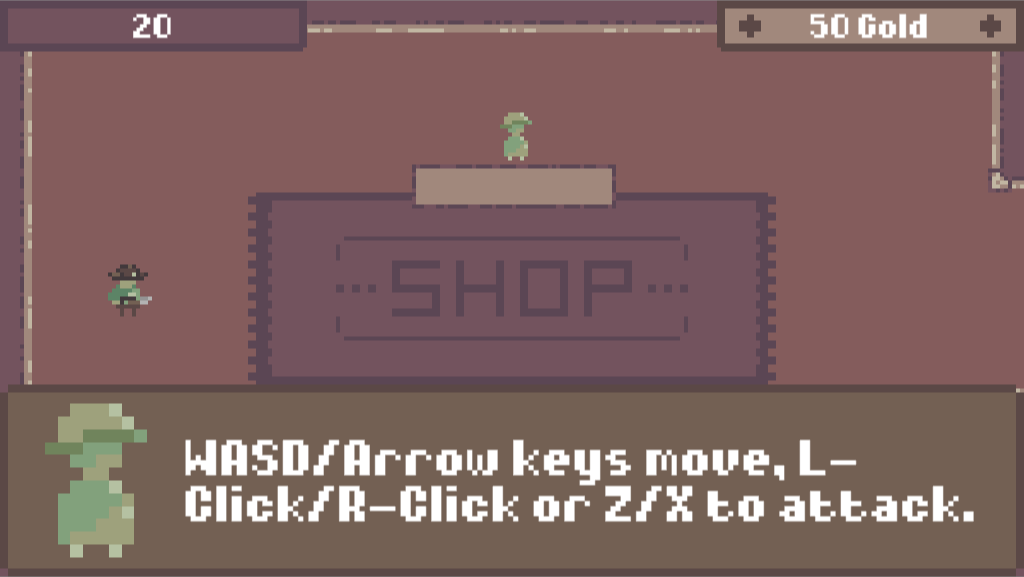 20
50 Gold
SHOP
WASD/Arrow keys move, L-
Click/R-Click or Z/X to attack.